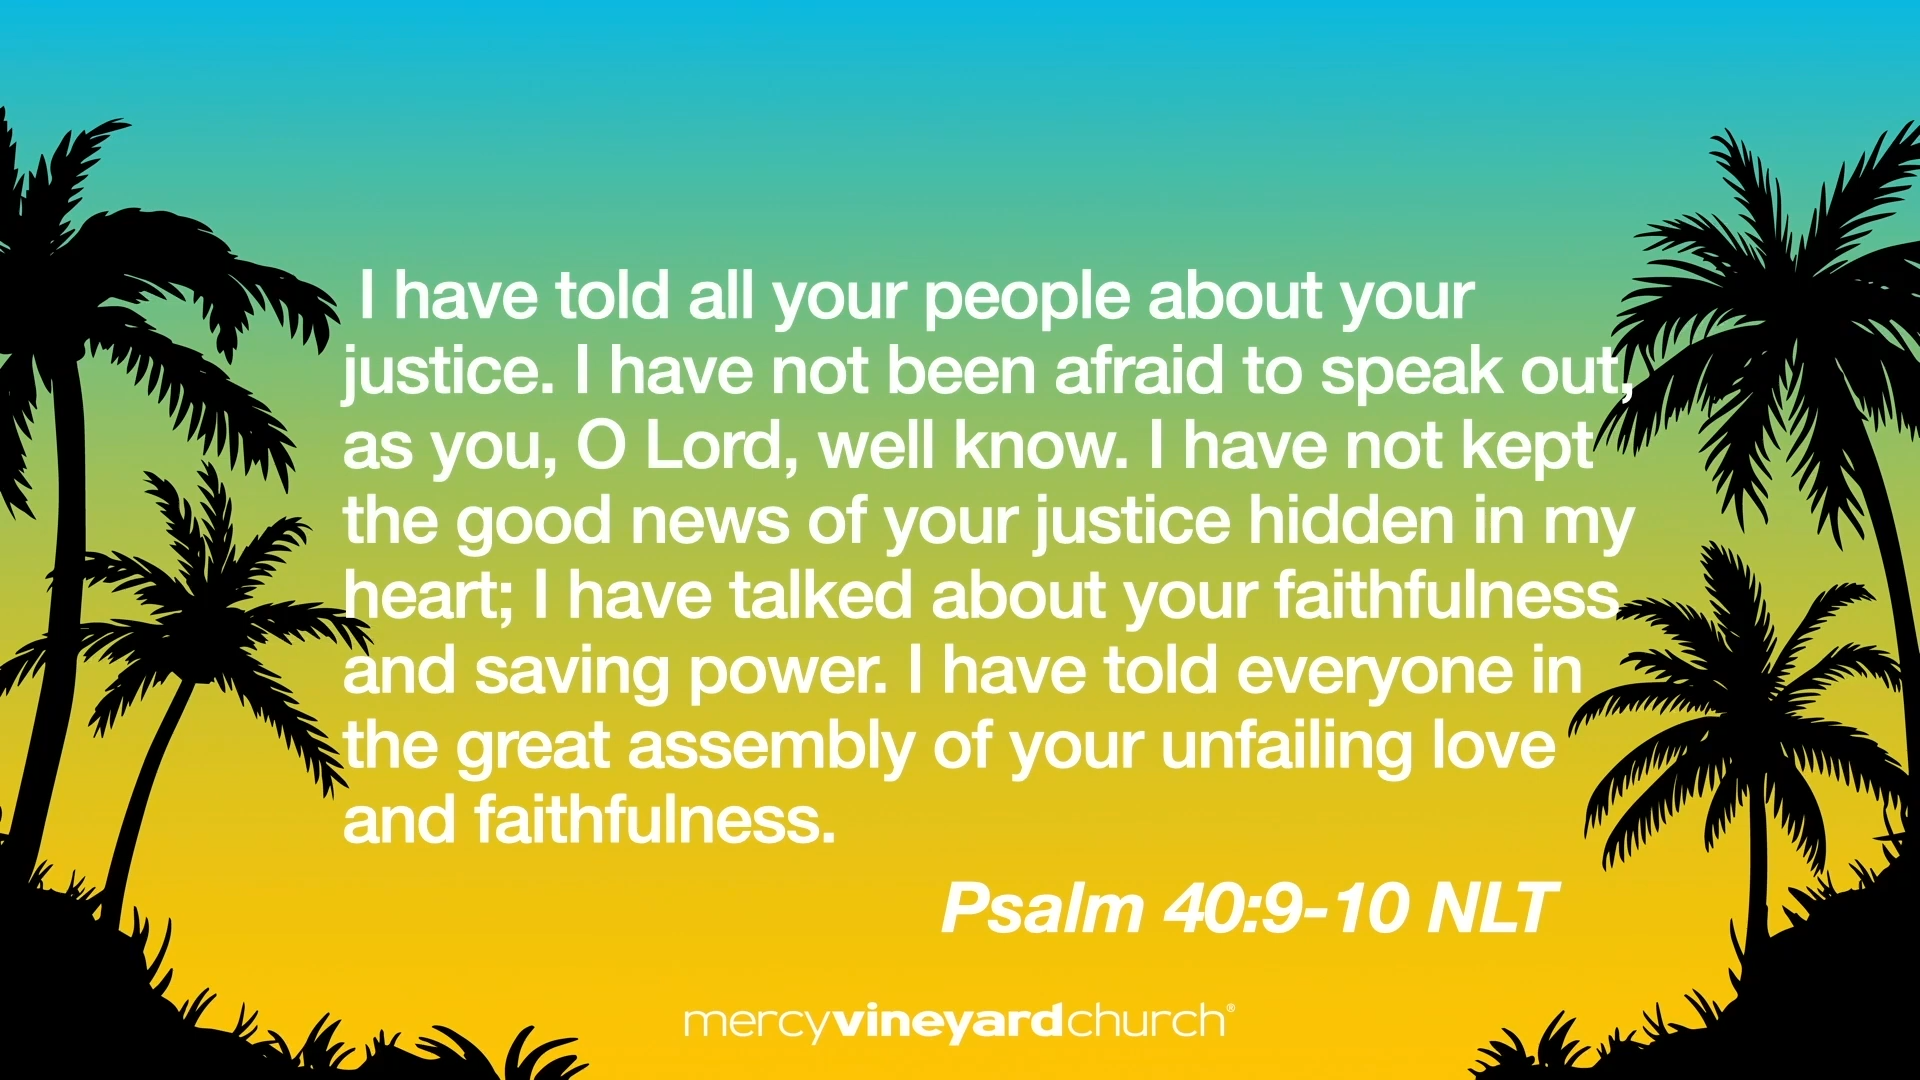 I have told all your people about your
justice. I have not been afraid to speak out,
as you, O Lord, well know. I have not kept
the good news of your justice hidden in my
heart; I have talked about your faithfulness
and saving power. I have told everyone in
the great assembly of your unfailing love
and faithfulness.
Psalm 40:9-10 NLT
mercyvineyardchurch®